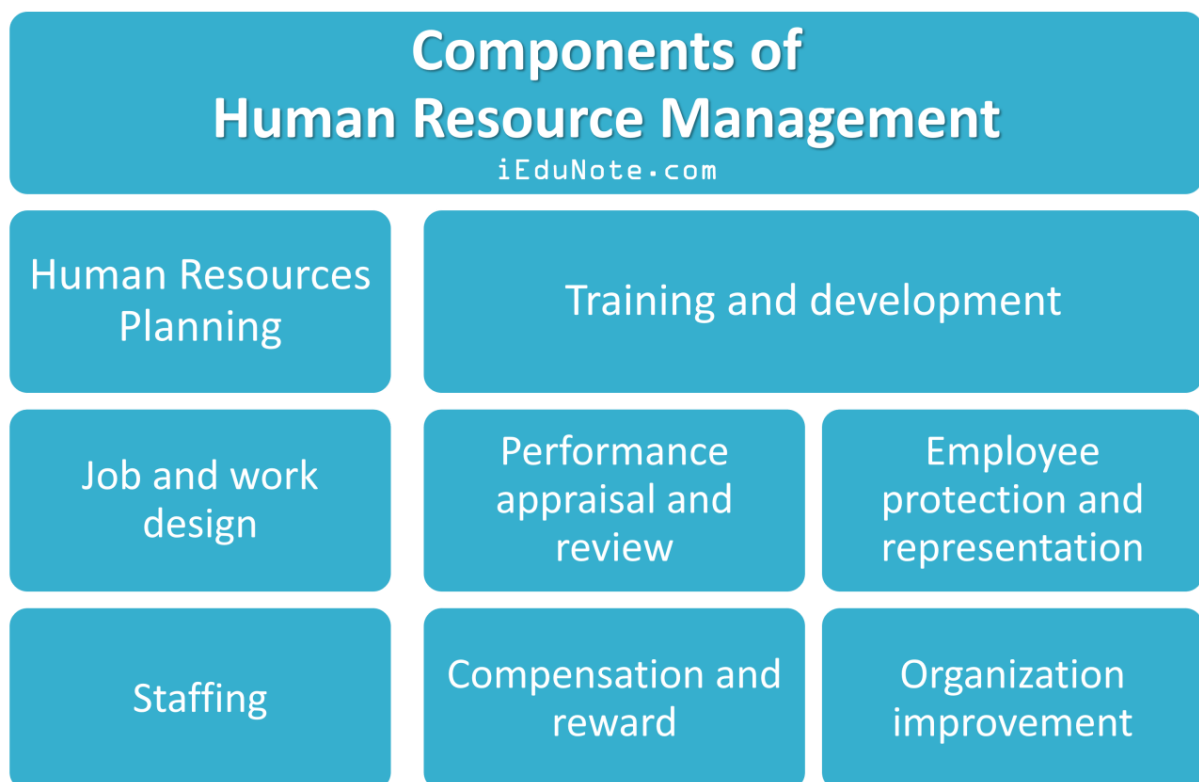 Components of
Human Resource Management
iEduNote.com
Human Resources
Planning
Training and development
Job and work
design
Performance
appraisal and
review
Employee
protection and
representation
Staffing
Compensation and
reward
Organization
improvement